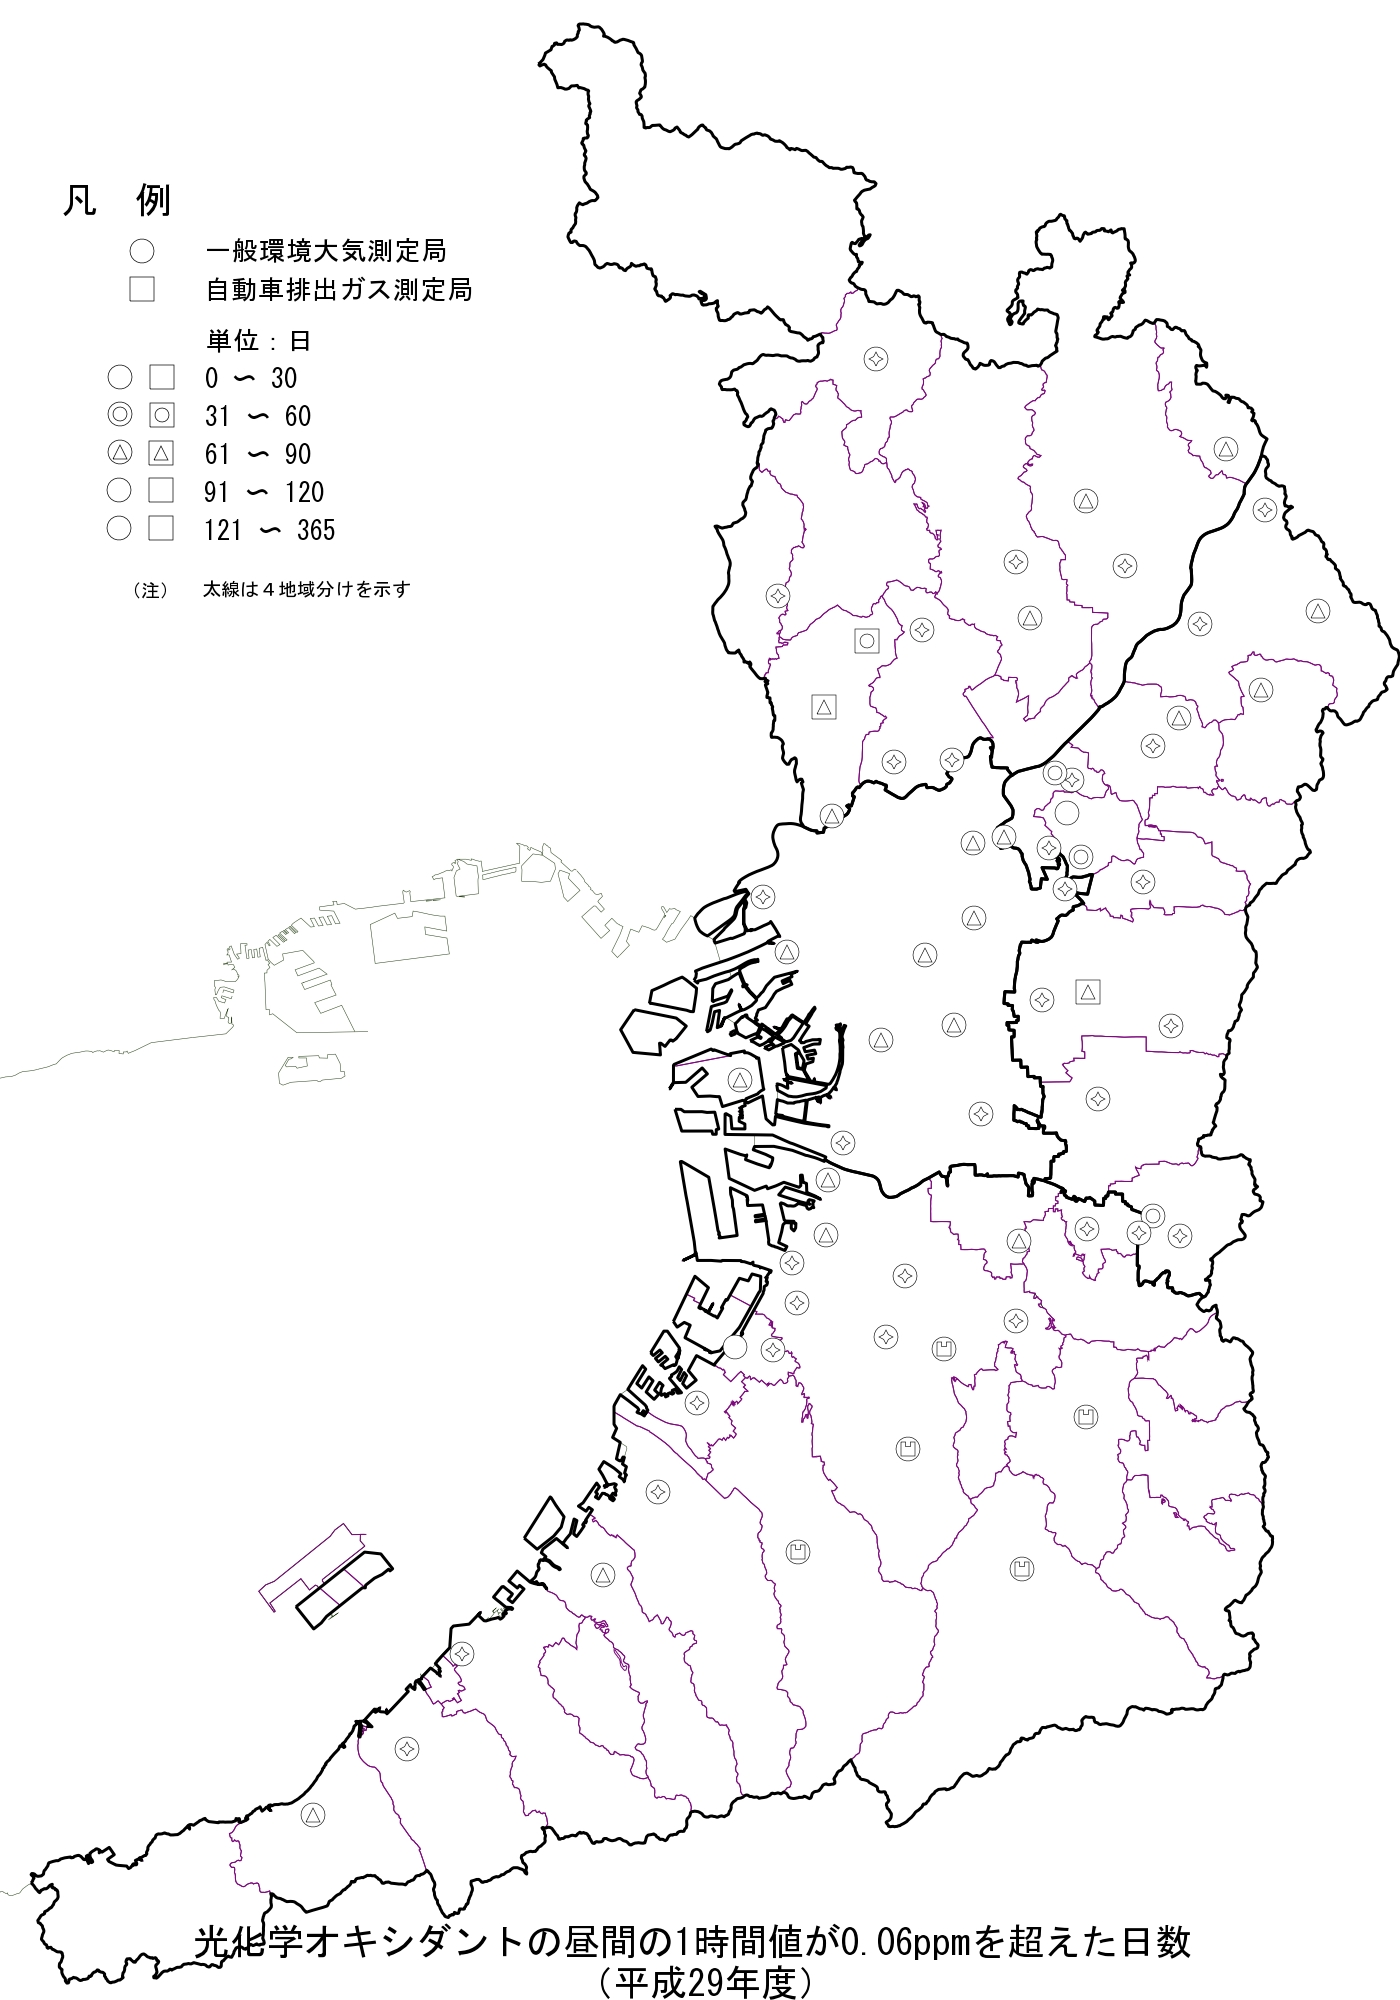 凡 例
一般環境大気測定局
自動車排出ガス測定局
単位：日
0 ～ 30
31 ～ 60
61 ～ 90
91 ～ 120
121 ～ 365
（注） 太線は４地域分けを示す
光化学オキシダントの昼間の1時間値が0.06ppmを超えた日数
（平成29年度）